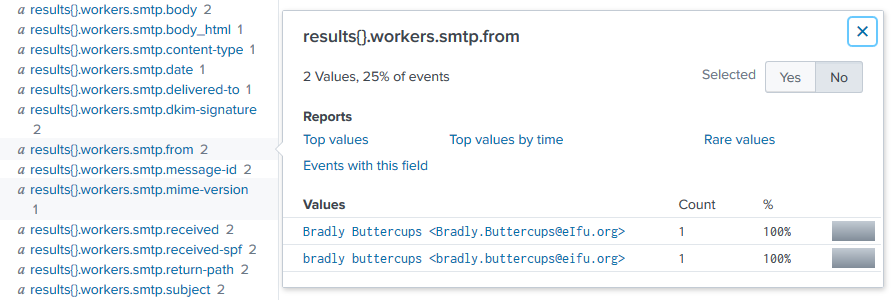 a results{}.workers.smtp.body 2
a results{}.workers.smtp.body_html 1
a results{}.workers.smtp.content-type 1
a results{}.workers.smtp.date 1
a results{}.workers.smtp.delivered-to 1
a results{}.workers.smtp.dkim-signature
2
a results{}.workers.smtp.from 2
a results{}.workers.smtp.message-id 2
a results{}.workers.smtp.mime-version
1
a results{}.workers.smtp.received 2
a results{}.workers.smtp.received-spf 2
a results{}.workers.smtp.return-path 2
a results{}.workers.smtp.subject 2
results{}.workers.smtp.from
2 Values, 25% of events
Selected Yes No
Reports
Top values Top values by time Rare values
Events with this field
Values Count %
Bradly Buttercups <Bradly.Buttercups@eIfu.org> 1 100%
bradly buttercups <bradly.buttercups@eifu.org> 1 100%